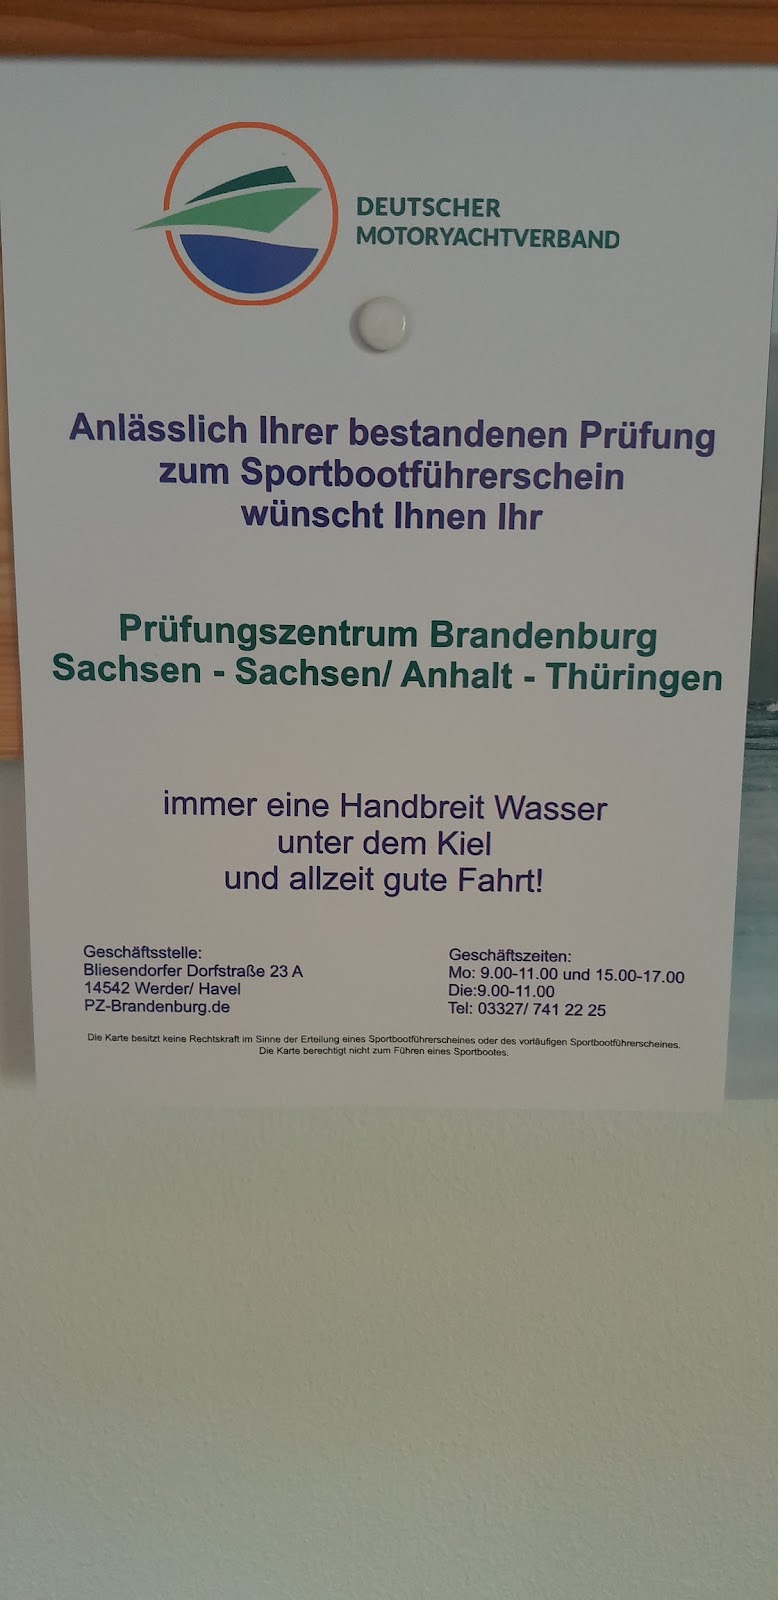 DEUTSCHER
MOTORYACHTVERBAND
Anlässlich Ihrer bestandenen Prüfung
zum Sportbootführerschein
wünscht Ihnen Ihr
Prüfungszentrum Brandenburg
Sachsen - Sachsen/ Anhalt - Thüringen
immer eine Handbreit Wasser
unter dem Kiel
und allzeit gute Fahrt!
Geschäftsstelle:
Bliesendorfer Dorfstraße 23 A
14542 Werder/ Havel
PZ-Brandenburg.de
Geschäftszeiten:
Mo: 9.00-11.00 und 15.00-17.00
Die:9.00-11.00
Tel: 03327/ 741 22 25
Die Karte besitzt keine Rechtskraft im Sinne der Erteilung eines Sportbootführerscheines oder des vorläufigen Sportbootführerscheines.
Die Karte berechtigt nicht zum Führen eines Sportbootes.